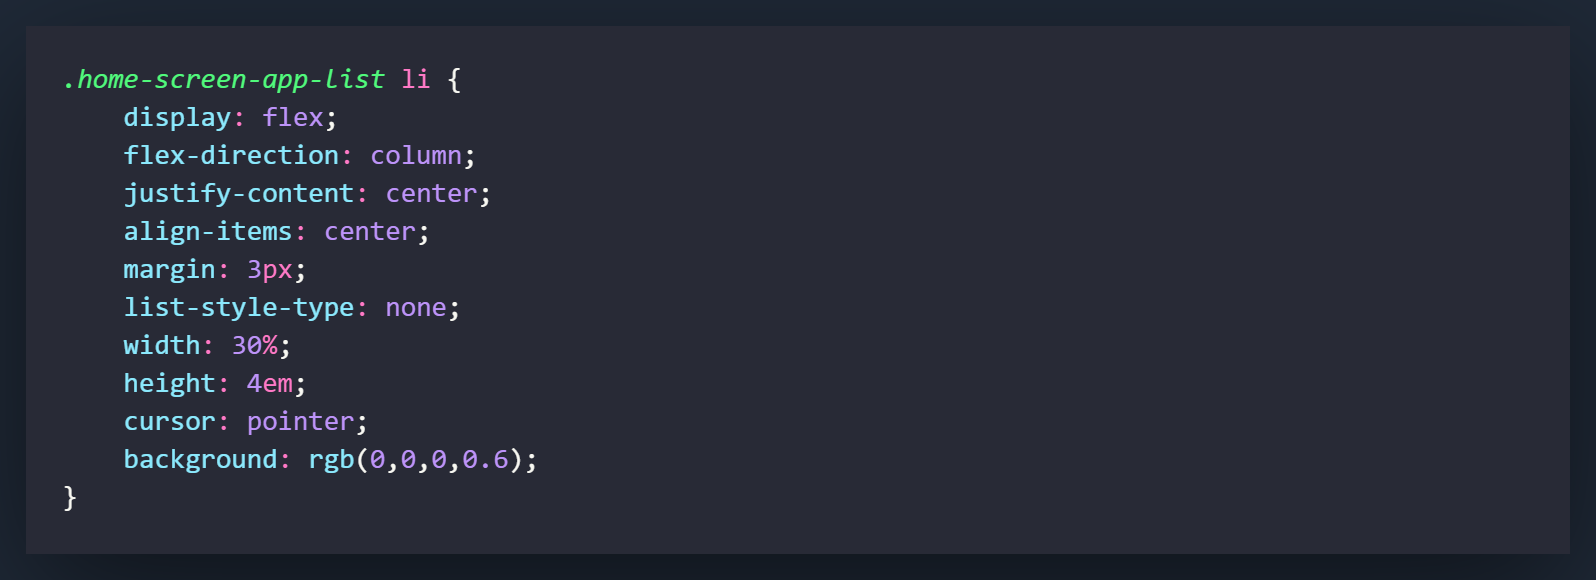 .home-screen-app-list li {
    display: flex;
    flex-direction: column;
    justify-content: center;
    align-items: center;
    margin: 3px;
    list-style-type: none;
    width: 30%;
    height: 4em;
    cursor: pointer;
    background: rgb(0,0,0,0.6);
}